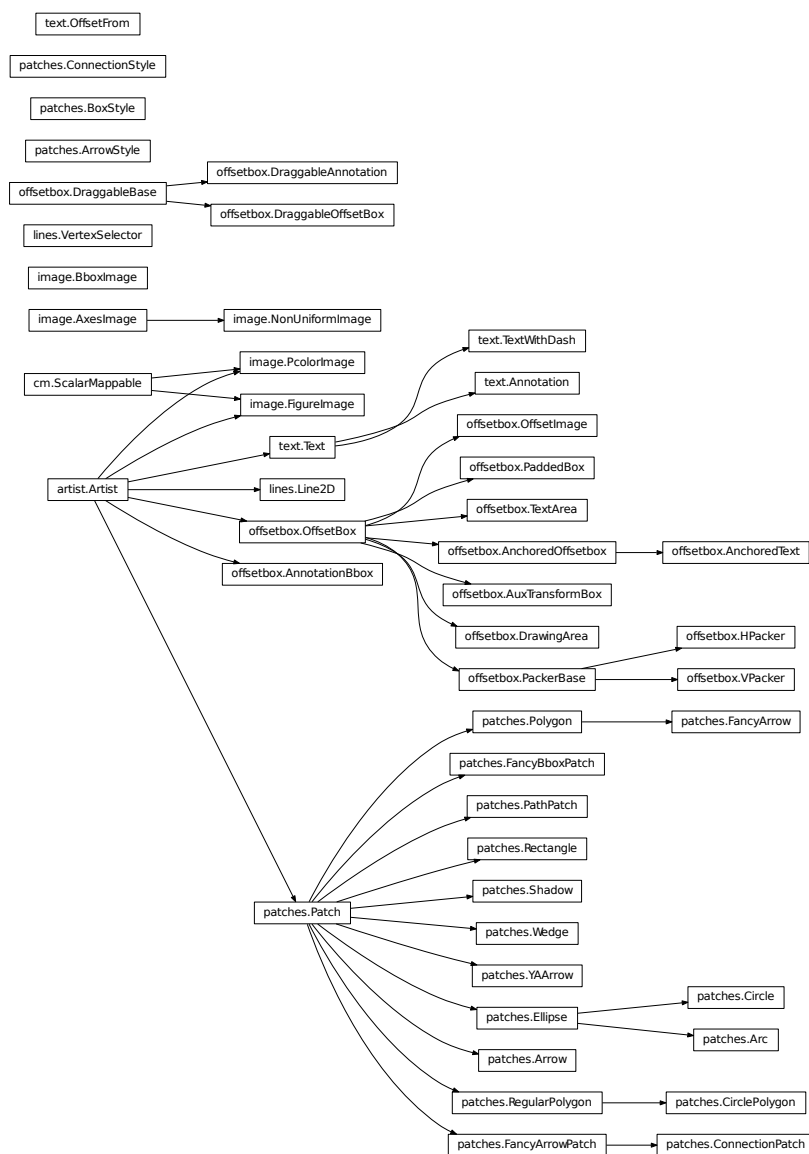 text.OffsetFrom
patches.ConnectionStyle
patches.BoxStyle
patches.ArrowStyle
offsetbox.DraggableAnnotation
offsetbox.DraggableBase
offsetbox.DraggableOffsetBox
lines.VertexSelector
image.BboxImage
image.AxesImage
image.NonUniformImage
text.TextWithDash
image.PcolorImage
cm.ScalarMappable
text.Annotation
image.FigureImage
offsetbox.OffsetImage
text.Text
offsetbox.PaddedBox
artist.Artist
lines.Line2D
offsetbox.TextArea
offsetbox.OffsetBox
offsetbox.AnchoredOffsetbox
offsetbox.AnchoredText
offsetbox.AnnotationBbox
offsetbox.AuxTransformBox
offsetbox.DrawingArea
offsetbox.HPacker
offsetbox.PackerBase
offsetbox.VPacker
patches.Polygon
patches.FancyArrow
patches.FancyBboxPatch
patches.PathPatch
patches.Rectangle
patches.Shadow
patches.Patch
patches.Wedge
patches.YAArrow
patches.Circle
patches.Ellipse
patches.Arc
patches.Arrow
patches.RegularPolygon
patches.CirclePolygon
patches.FancyArrowPatch
patches.ConnectionPatch